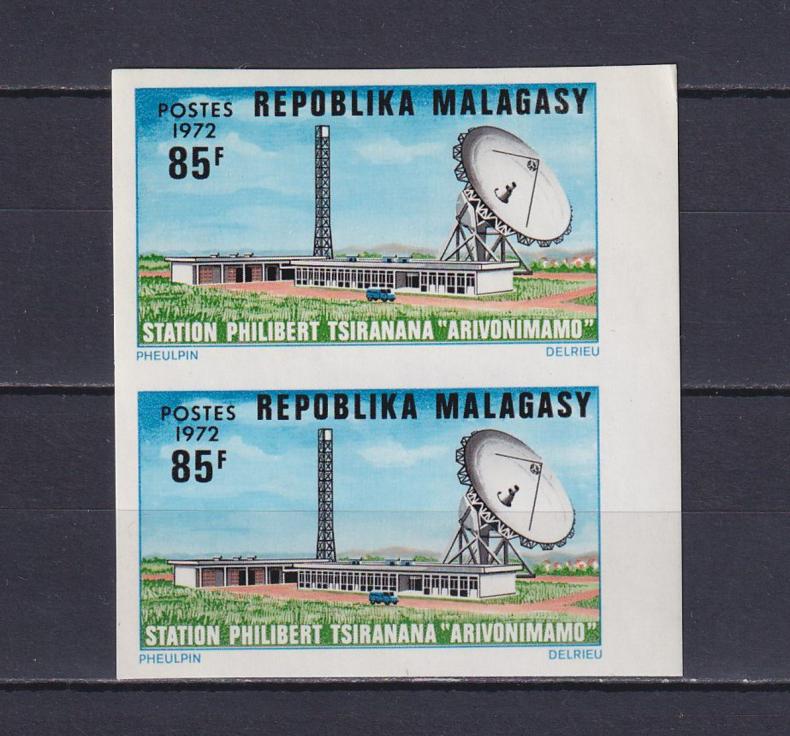 REPOBLIKA MALAGASY
POSTES
1972
85F
STATION PHILIBERT TSIRANANA "ARIVONIMAMO"
PHEULPIN DELRIEU
REPOBLIKA MALAGASY
POSTES
1972
85F
STATION PHILIBERT TSIRANANA "ARIVONIMAMO"
PHEULPIN DELRIEU